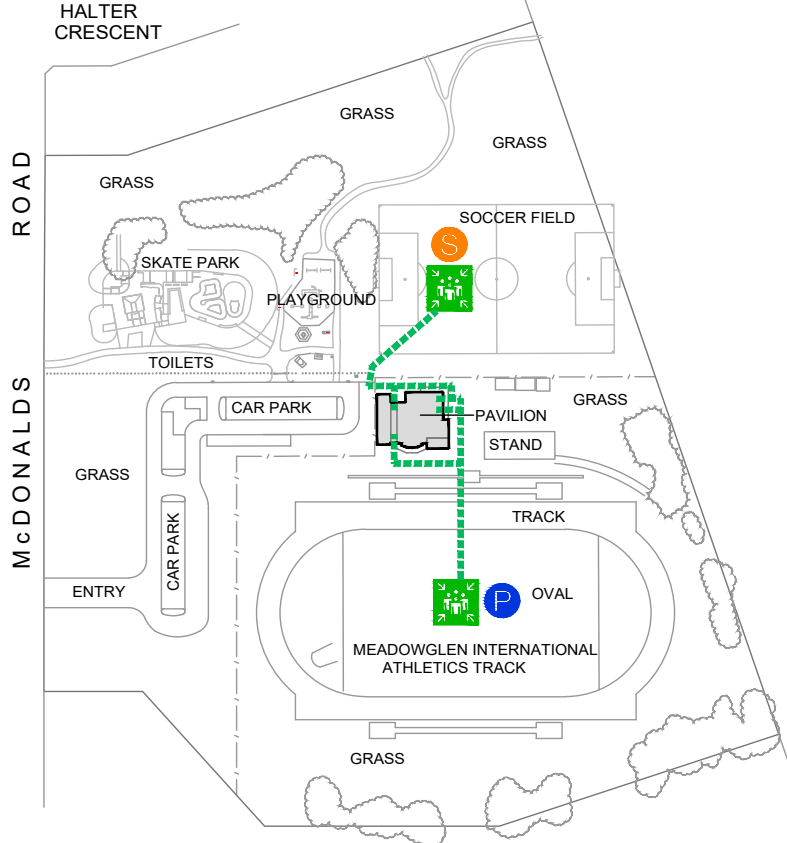 HALTER
CRESCENT
GRASS
GRASS
ROAD
GRASS
SOCCER FIELD
S
SKATE PARK
PLAYGROUND
TOILETS
McDONALDS
CAR PARK
GRASS
PAVILION
STAND
GRASS
TRACK
CAR PARK
ENTRY
P
OVAL
MEADOWGLEN INTERNATIONAL
ATHLETICS TRACK
GRASS